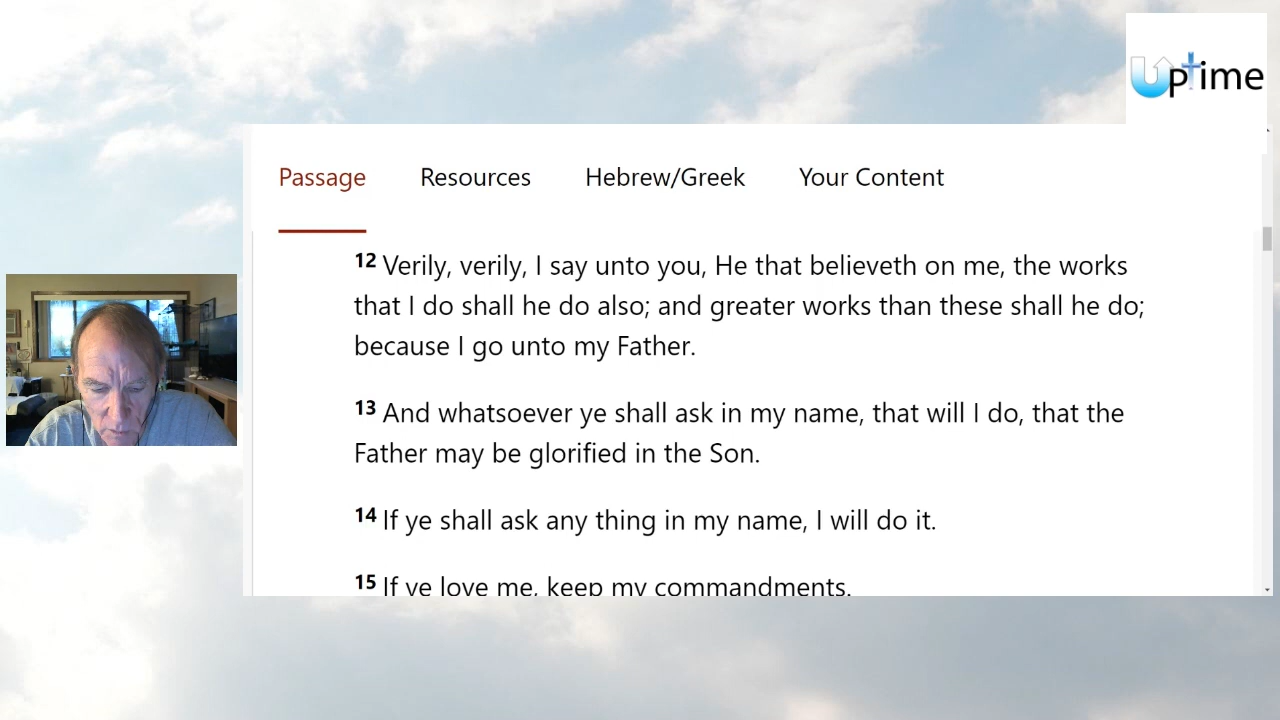 Uptime
Passage Resources Hebrew/Greek Your Content
12 Verily, verily, I say unto you, He that believeth on me, the works
that I do shall he do also; and greater works than these shall he do;
because I go unto my Father.
13 And whatsoever ye shall ask in my name, that will I do, that the
Father may be glorified in the Son.
14 If ye shall ask any thing in my name, I will do it.
15 If ye love me, keep my commandments.